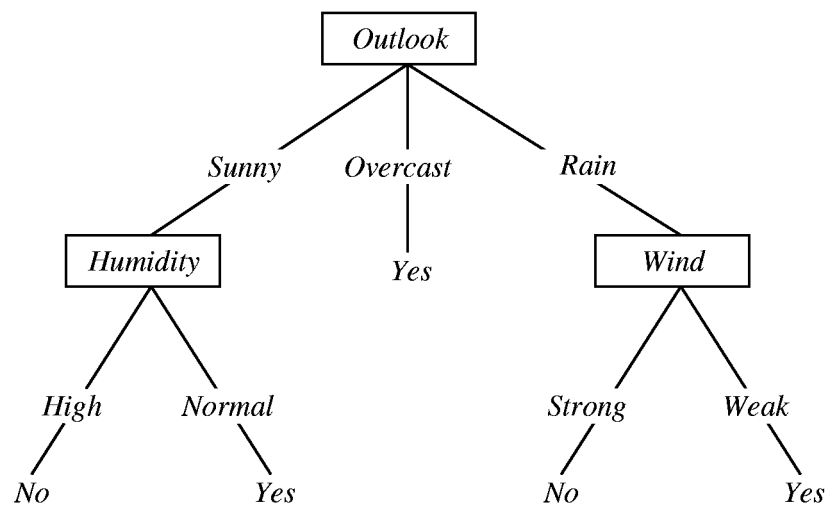 Outlook
Sunny Overcast Rain
Humidity Yes Wind
High Normal Strong Weak
No Yes No Yes